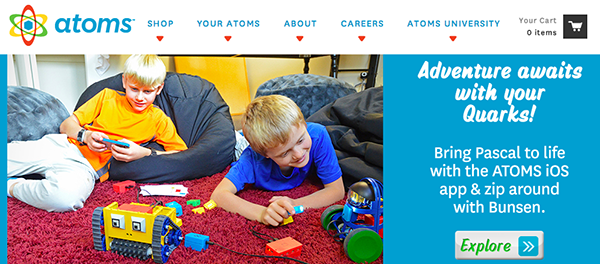 atoms™
SHOP YOUR ATOMS ABOUT CAREERS ATOMS UNIVERSITY
Your Cart
0 items
Adventure awaits
with your
Quarks!
Bring Pascal to life
with the ATOMS iOS
app & zip around
with Bunsen.
Explore »